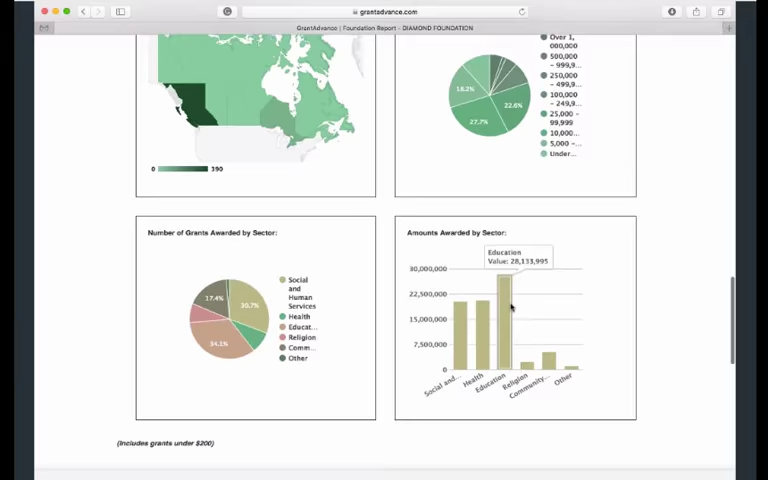 grantadvance.com
GrantAdvance | Foundation Report - DIAMOND FOUNDATION
0 390
Over 1,
000,000
500,000
- 999,9...
250,000
- 499,9...
100,000
- 249,9...
25,000 -
99,999
10,000...
5,000 -...
Under...
18.2%
22.6%
27.7%
Number of Grants Awarded by Sector:
17.4%
30.7%
34.1%
Social
and
Human
Services
Health
Educat...
Religion
Comm...
Other
Amounts Awarded by Sector:
Education
Value: 28,133,995
30,000,000
22,500,000
15,000,000
7,500,000
0
Social and...
Health
Education
Religion
Community...
Other
(Includes grants under $200)